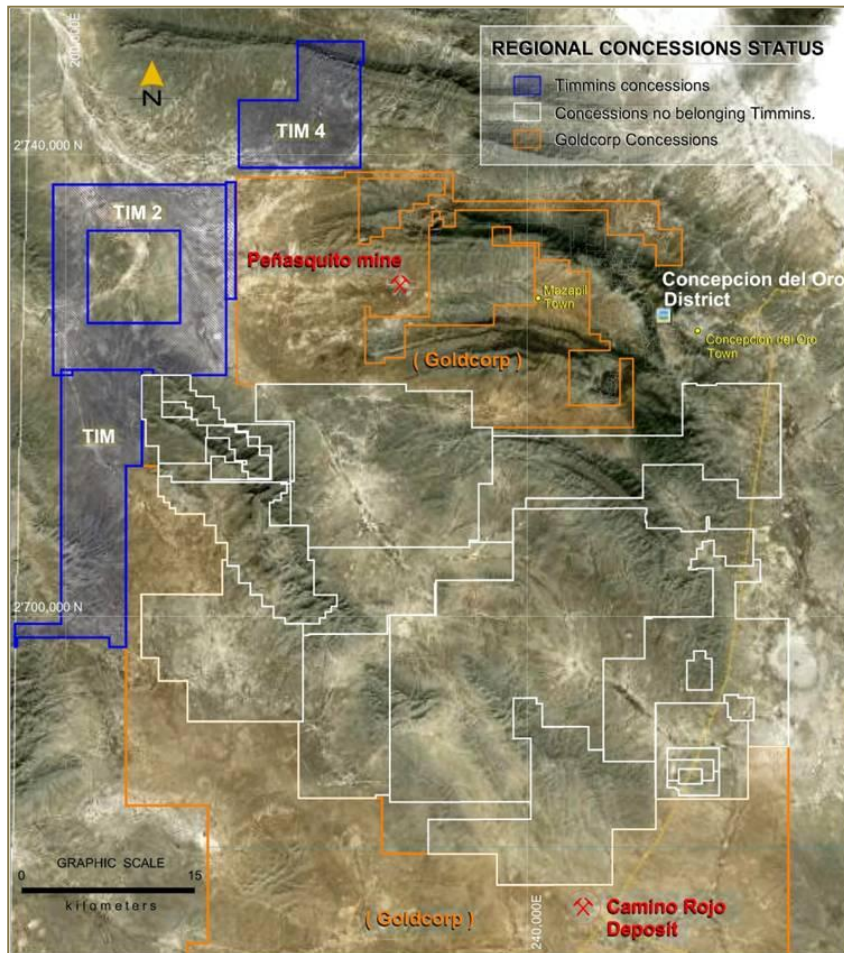 REGIONAL CONCESSIONS STATUS
Timmins concessions
Concessions no belonging Timmins.
Goldcorp Concessions
200,000E
N
2'740,000 N
TIM 4
TIM 2
Peñasquito mine
Mazapil
Town
Concepcion del Oro
District
Concepcion del Oro
Town
( Goldcorp )
TIM
2'700,000 N
GRAPHIC SCALE
0
15
kilometers
240,000E
( Goldcorp )
Camino Rojo
Deposit